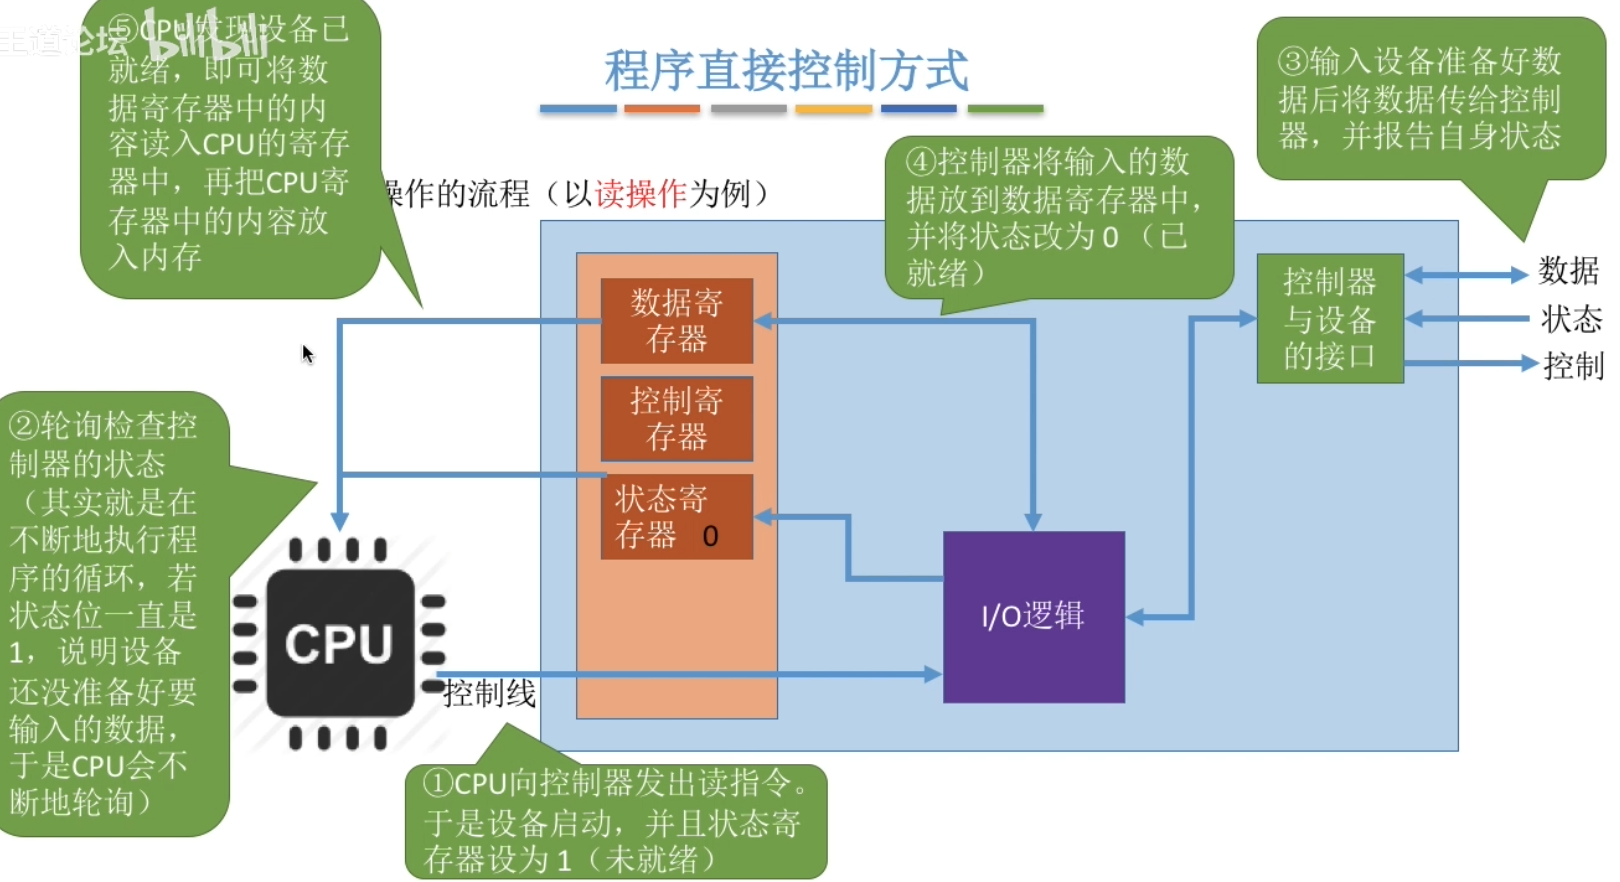 王道论坛 bilibili
程序直接控制方式
操作的流程（以读操作为例）
⑤CPU发现设备已
就绪，即可将数
据寄存器中的内
容读入CPU的寄存
器中，再把CPU寄
存器中的内容放
入内存
④控制器将输入的数
据放到数据寄存器中，
并将状态改为 0 （已
就绪）
③输入设备准备好数
据后将数据传给控制
器，并报告自身状态
数据寄
存器
控制寄
存器
状态寄
存器 0
控制器
与设备
的接口
数据
状态
控制
②轮询检查控
制器的状态
（其实就是在
不断地执行程
序的循环，若
状态位一直是
1，说明设备
还没准备好要
输入的数据，
于是CPU会不
断地轮询）
CPU
控制线
I/O逻辑
①CPU向控制器发出读指令。
于是设备启动，并且状态寄
存器设为 1（未就绪）